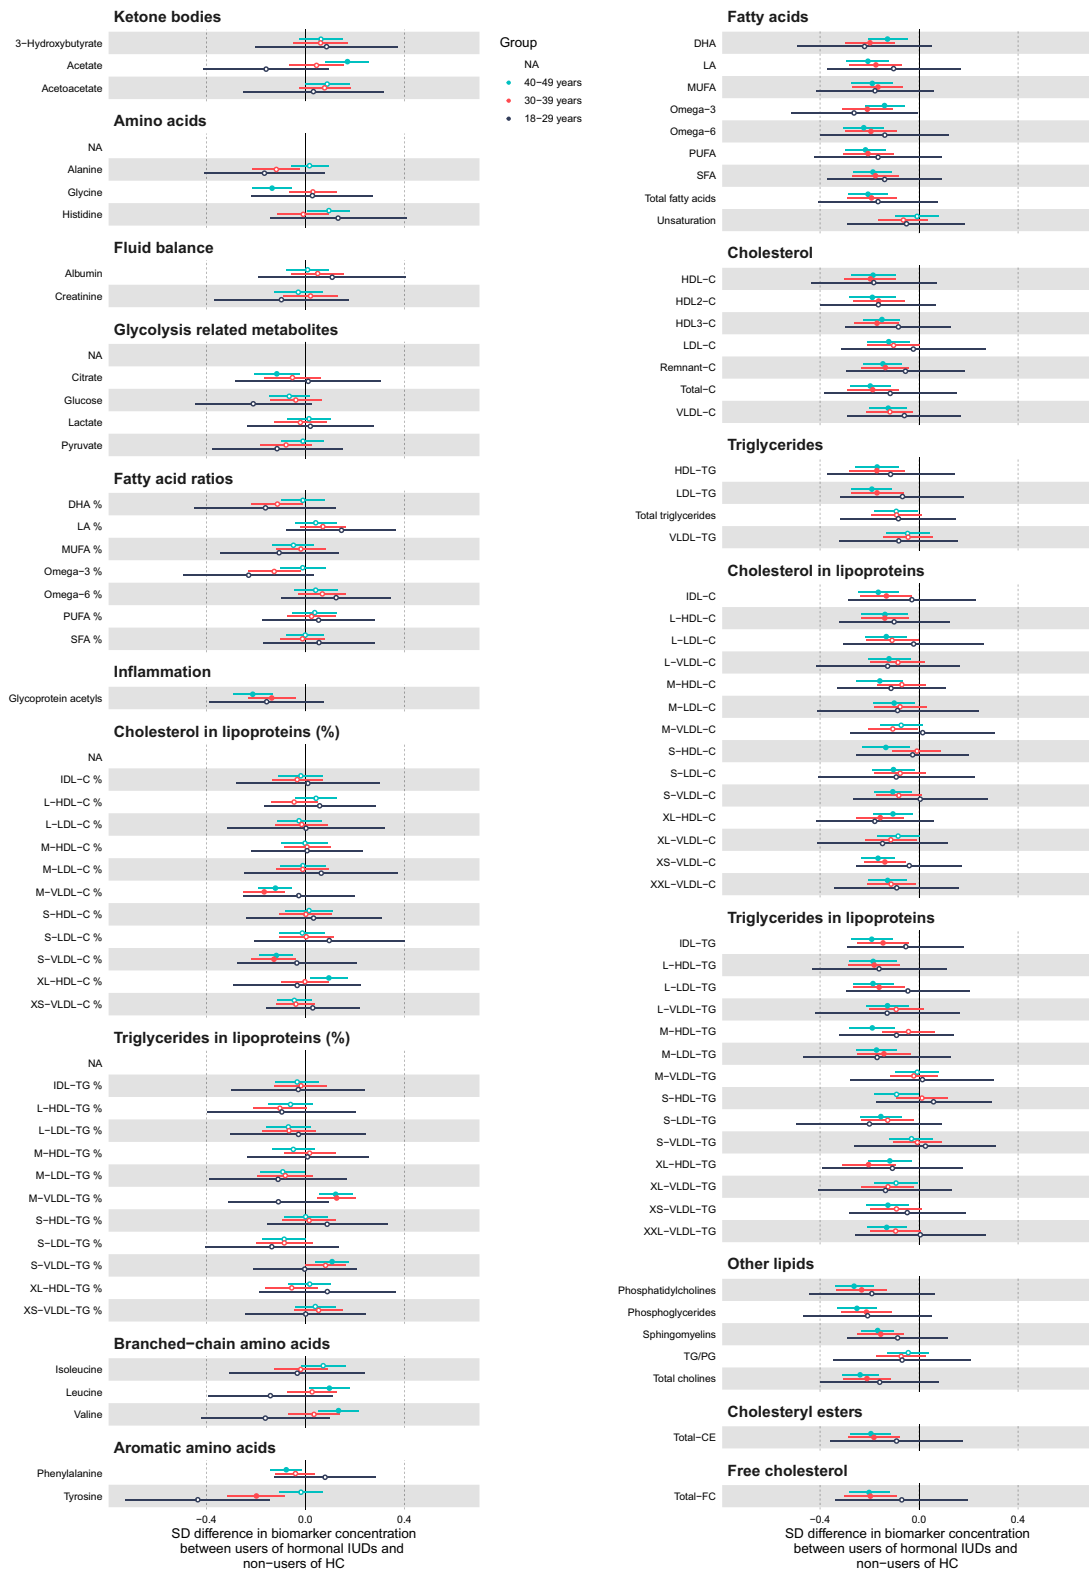 Ketone bodies
3−Hydroxybutyrate
Acetate
Acetoacetate
Amino acids
NA
Alanine
Glycine
Histidine
Fluid balance
Albumin
Creatinine
Glycolysis related metabolites
NA
Citrate
Glucose
Lactate
Pyruvate
Fatty acid ratios
DHA %
LA %
MUFA %
Omega−3 %
Omega−6 %
PUFA %
SFA %
Inflammation
Glycoprotein acetyls
Cholesterol in lipoproteins (%)
NA
IDL−C %
L−HDL−C %
L−LDL−C %
M−HDL−C %
M−LDL−C %
M−VLDL−C %
S−HDL−C %
S−LDL−C %
S−VLDL−C %
XL−HDL−C %
XS−VLDL−C %
Triglycerides in lipoproteins (%)
NA
IDL−TG %
L−HDL−TG %
L−LDL−TG %
M−HDL−TG %
M−LDL−TG %
M−VLDL−TG %
S−HDL−TG %
S−LDL−TG %
S−VLDL−TG %
XL−HDL−TG %
XS−VLDL−TG %
Branched−chain amino acids
Isoleucine
Leucine
Valine
Aromatic amino acids
Phenylalanine
Tyrosine
−0.4 0.0 0.4
SD difference in biomarker concentration
between users of hormonal IUDs and
non−users of HC
Group
NA
40−49 years
30−39 years
18−29 years
Fatty acids
DHA
LA
MUFA
Omega−3
Omega−6
PUFA
SFA
Total fatty acids
Unsaturation
Cholesterol
HDL−C
HDL2−C
HDL3−C
LDL−C
Remnant−C
Total−C
VLDL−C
Triglycerides
HDL−TG
LDL−TG
Total triglycerides
VLDL−TG
Cholesterol in lipoproteins
IDL−C
L−HDL−C
L−LDL−C
L−VLDL−C
M−HDL−C
M−LDL−C
M−VLDL−C
S−HDL−C
S−LDL−C
S−VLDL−C
XL−HDL−C
XL−VLDL−C
XS−VLDL−C
XXL−VLDL−C
Triglycerides in lipoproteins
IDL−TG
L−HDL−TG
L−LDL−TG
L−VLDL−TG
M−HDL−TG
M−LDL−TG
M−VLDL−TG
S−HDL−TG
S−LDL−TG
S−VLDL−TG
XL−HDL−TG
XL−VLDL−TG
XS−VLDL−TG
XXL−VLDL−TG
Other lipids
Phosphatidylcholines
Phosphoglycerides
Sphingomyelins
TG/PG
Total cholines
Cholesteryl esters
Total−CE
Free cholesterol
Total−FC
−0.4 0.0 0.4
SD difference in biomarker concentration
between users of hormonal IUDs and
non−users of HC